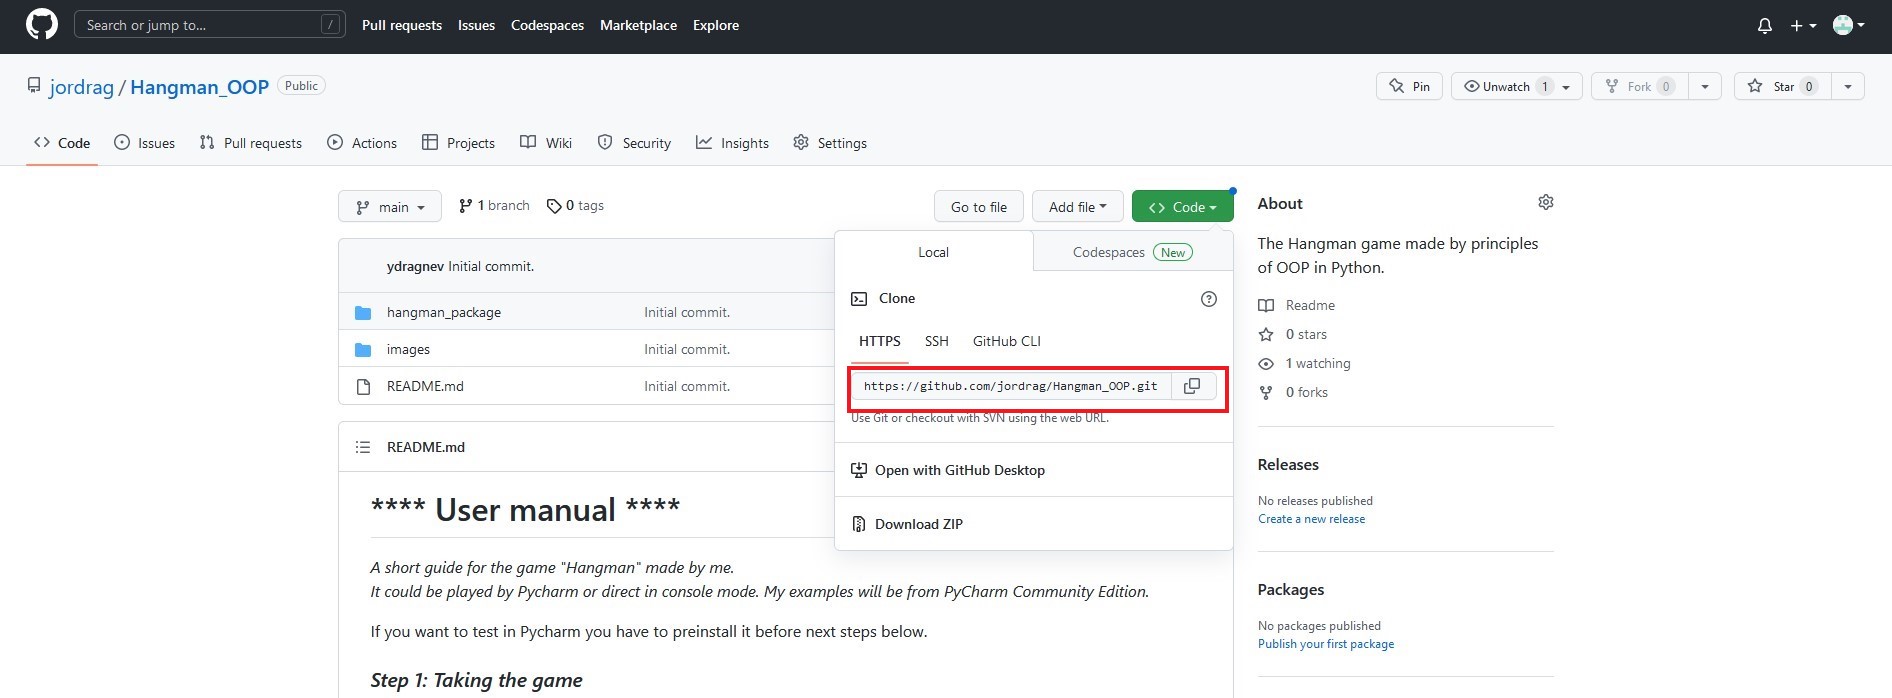 Search or jump to... /
Pull requests Issues Codespaces Marketplace Explore
jordrag / Hangman_OOP Public
Pin Unwatch 1 Fork 0 Star 0
Code Issues Pull requests Actions Projects Wiki Security Insights Settings
main 1 branch 0 tags
Go to file Add file Code
ydragnev Initial commit.
hangman_package Initial commit.
images Initial commit.
README.md Initial commit.
Local Codespaces New
Clone
HTTPS SSH GitHub CLI
https://github.com/jordrag/Hangman_OOP.git
Use Git or checkout with SVN using the web URL.
Open with GitHub Desktop
Download ZIP
README.md
**** User manual ****
A short guide for the game "Hangman" made by me.
It could be played by Pycharm or direct in console mode. My examples will be from PyCharm Community Edition.
If you want to test in Pycharm you have to preinstall it before next steps below.
Step 1: Taking the game
About
The Hangman game made by principles
of OOP in Python.
Readme
0 stars
1 watching
0 forks
Releases
No releases published
Create a new release
Packages
No packages published
Publish your first package